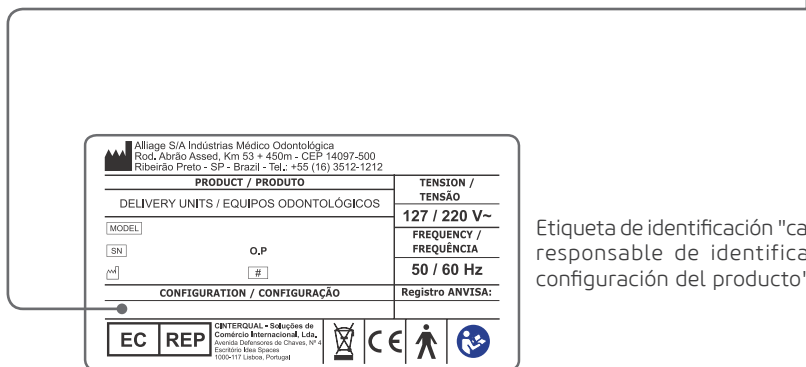 Alliage S/A Indústrias Médico Odontológica
Rod. Abrão Assed, Km 53 + 450m - CEP 14097-500
Ribeirão Preto - SP - Brazil - Tel.: +55 (16) 3512-1212
PRODUCT / PRODUTO
DELIVERY UNITS / EQUIPOS ODONTOLÓGICOS
MODEL
SN
O.P
#
CONFIGURATION / CONFIGURAÇÃO
TENSION /
TENSÃO
127 / 220 V~
FREQUENCY /
FREQUÊNCIA
50 / 60 Hz
Registro ANVISA:
EC REP
CINTERQUAL - Soluções de
Comércio Internacional, Lda.
Avenida Defensores de Chaves, Nº 4
Escritório Idea Spaces
1000-117 Lisboa, Portugal
CE
Etiqueta de identificación "ca
responsable de identifica
configuración del producto"